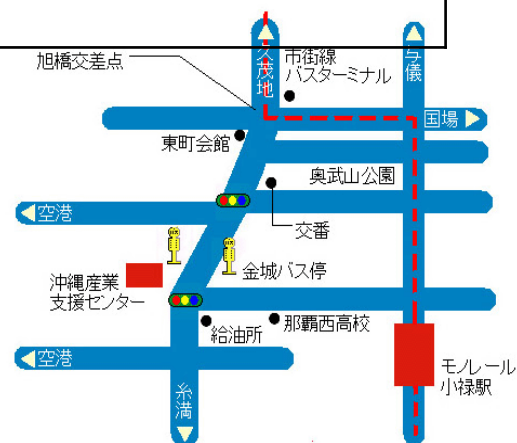 旭橋交差点
久茂地
市街線
バスターミナル
与儀
国場
東町会館
奥武山公園
空港
交番
金城バス停
沖縄産業
支援センター
給油所
那覇西高校
空港
モノレール
小禄駅
糸満